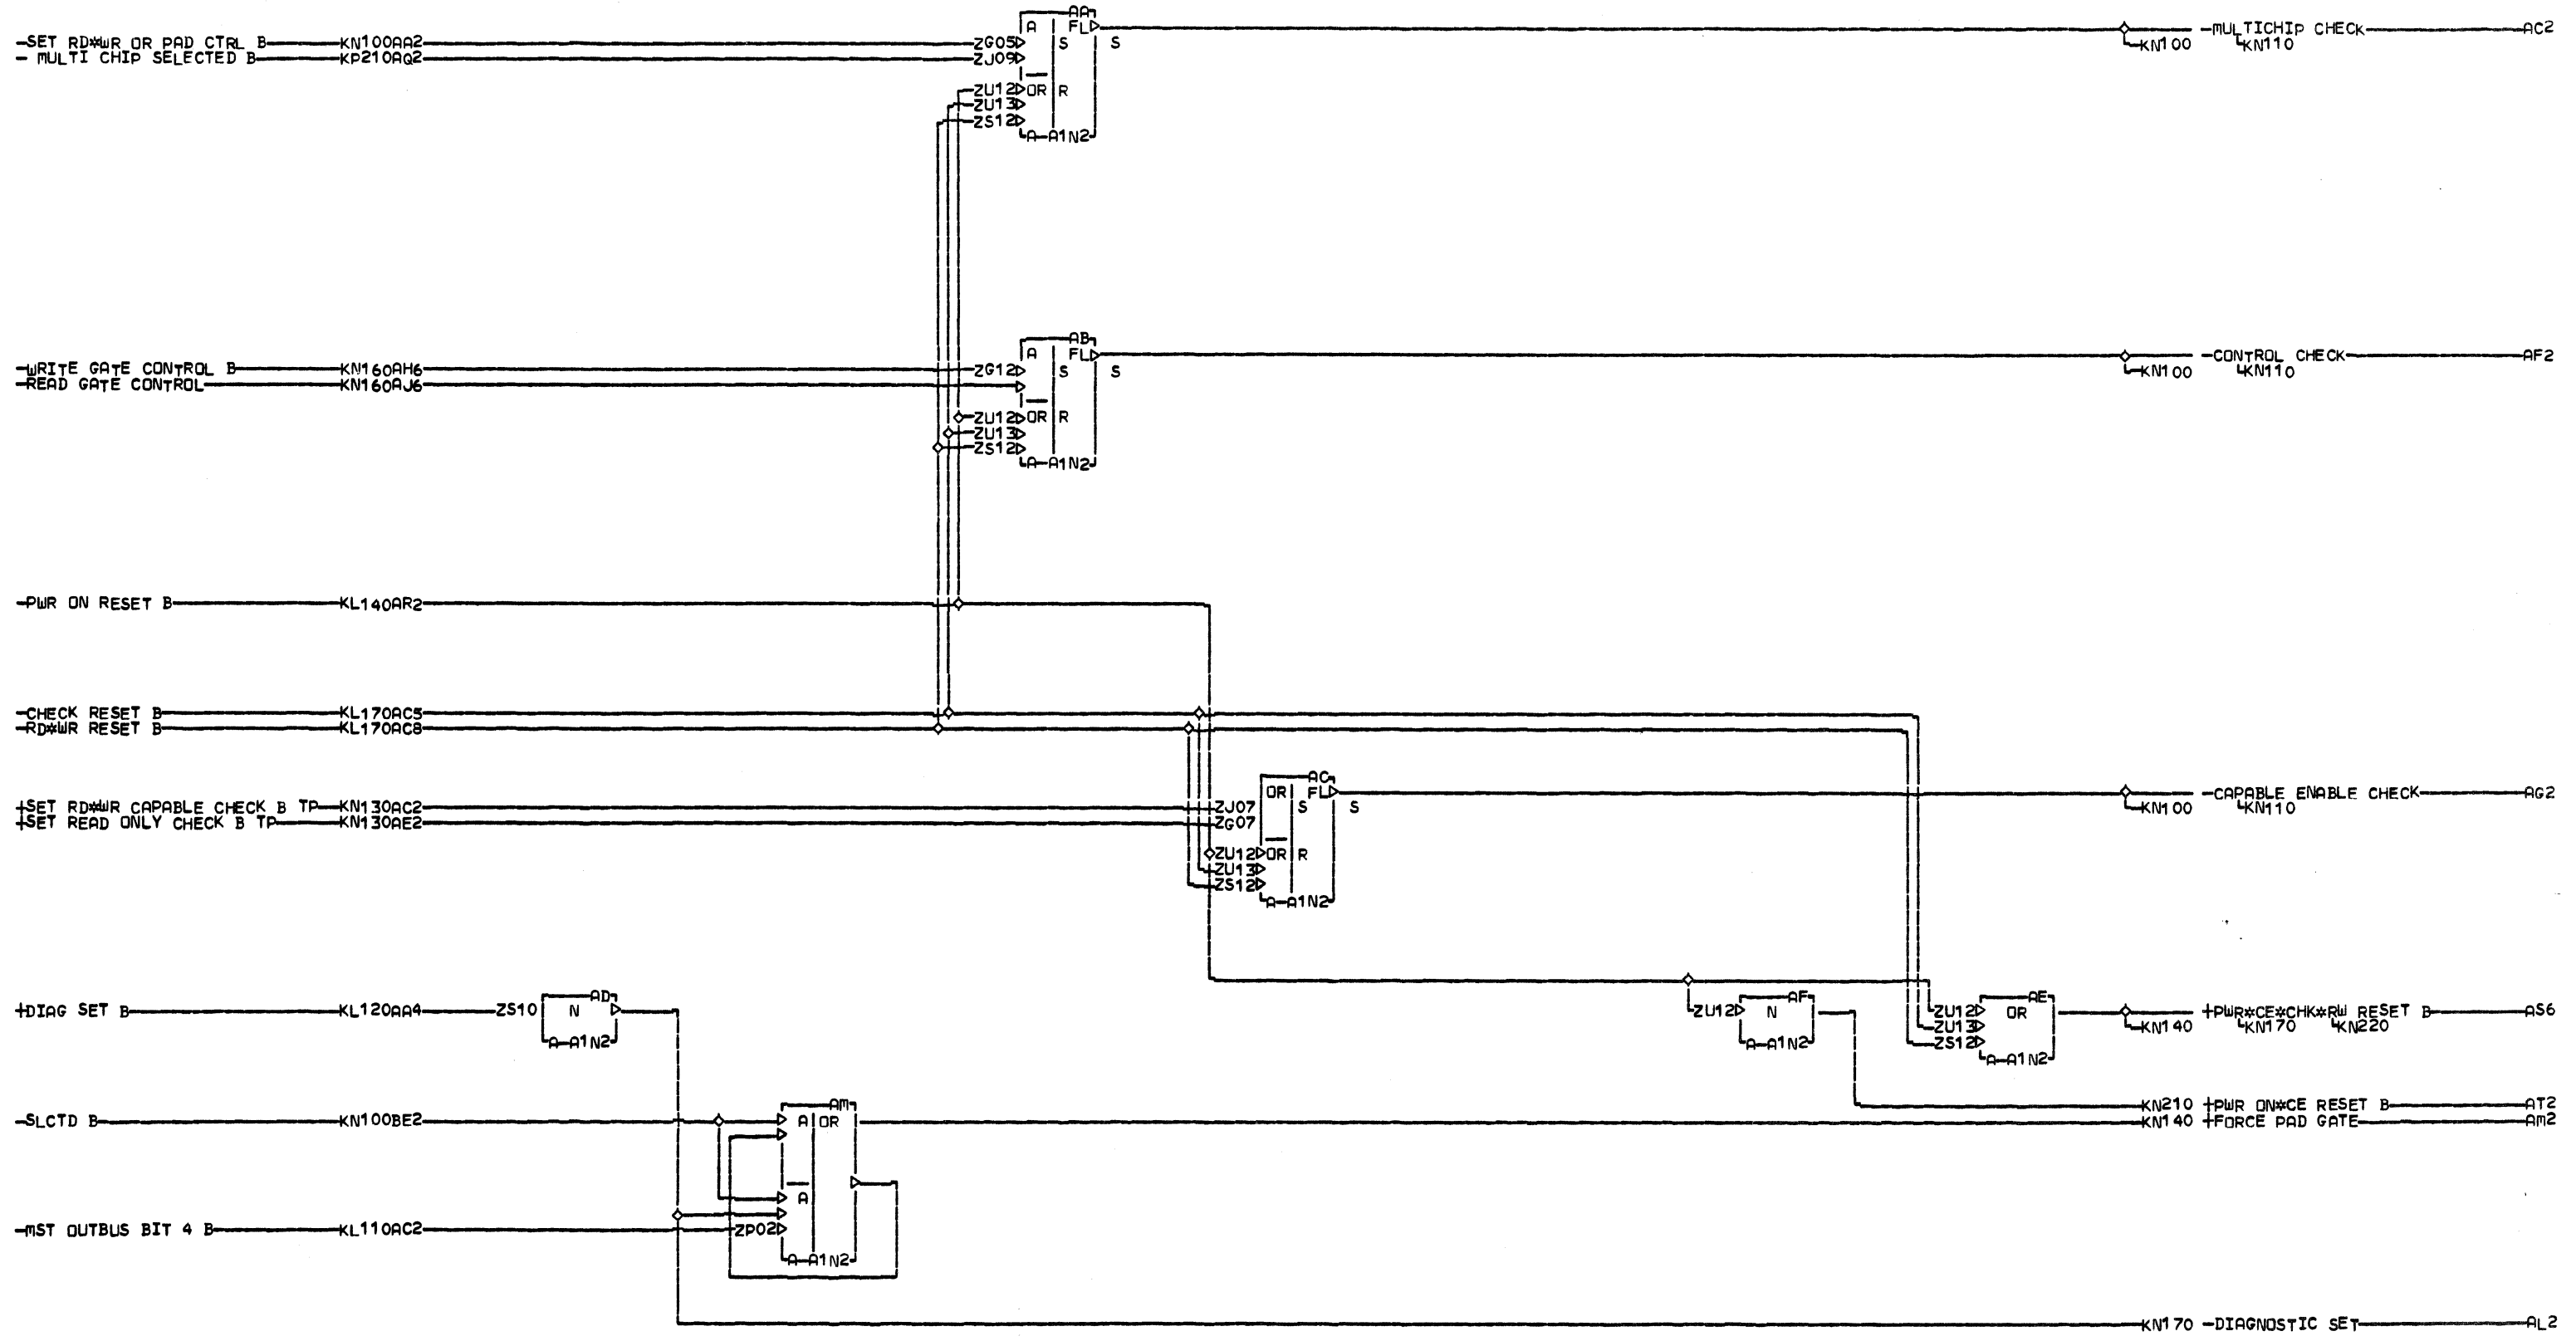 AA
A FL
-SET RD*WR OR PAD CTRL B KN100AA2 ZG05 S S -MULTICHIP CHECK AC2
- MULTI CHIP SELECTED B KP210AQ2 ZJ09 KN100 KN110
ZU12 OR R
ZU13
ZS12
A-A1N2
AB
A FL
-WRITE GATE CONTROL B KN160AH6 ZG12 S S -CONTROL CHECK AF2
-READ GATE CONTROL KN160AJ6 KN100 KN110
ZU12 OR R
ZU13
ZS12
A-A1N2
-PWR ON RESET B KL140AR2
-CHECK RESET B KL170AC5
-RD*WR RESET B KL170AC8
AC
OR FL
+SET RD*WR CAPABLE CHECK B TP KN130AC2 ZJ07 S S -CAPABLE ENABLE CHECK AG2
+SET READ ONLY CHECK B TP KN130AE2 ZG07 KN100 KN110
ZU12 OR R
ZU13
ZS12
A-A1N2
AD AF AE
+DIAG SET B KL120AA4 ZS10 N ZU12 N ZU12 OR +PWR*CE*CHK*RW RESET B AS6
ZU13 KN140 KN170 KN220
A-A1N2 A-A1N2 ZS12
A-A1N2
AM KN210 +PWR ON*CE RESET B AT2
-SLCTD B KN100BE2 A OR KN140 +FORCE PAD GATE AM2
A
-MST OUTBUS BIT 4 B KL110AC2 ZP02
A-A1N2
KN170 -DIAGNOSTIC SET AL2